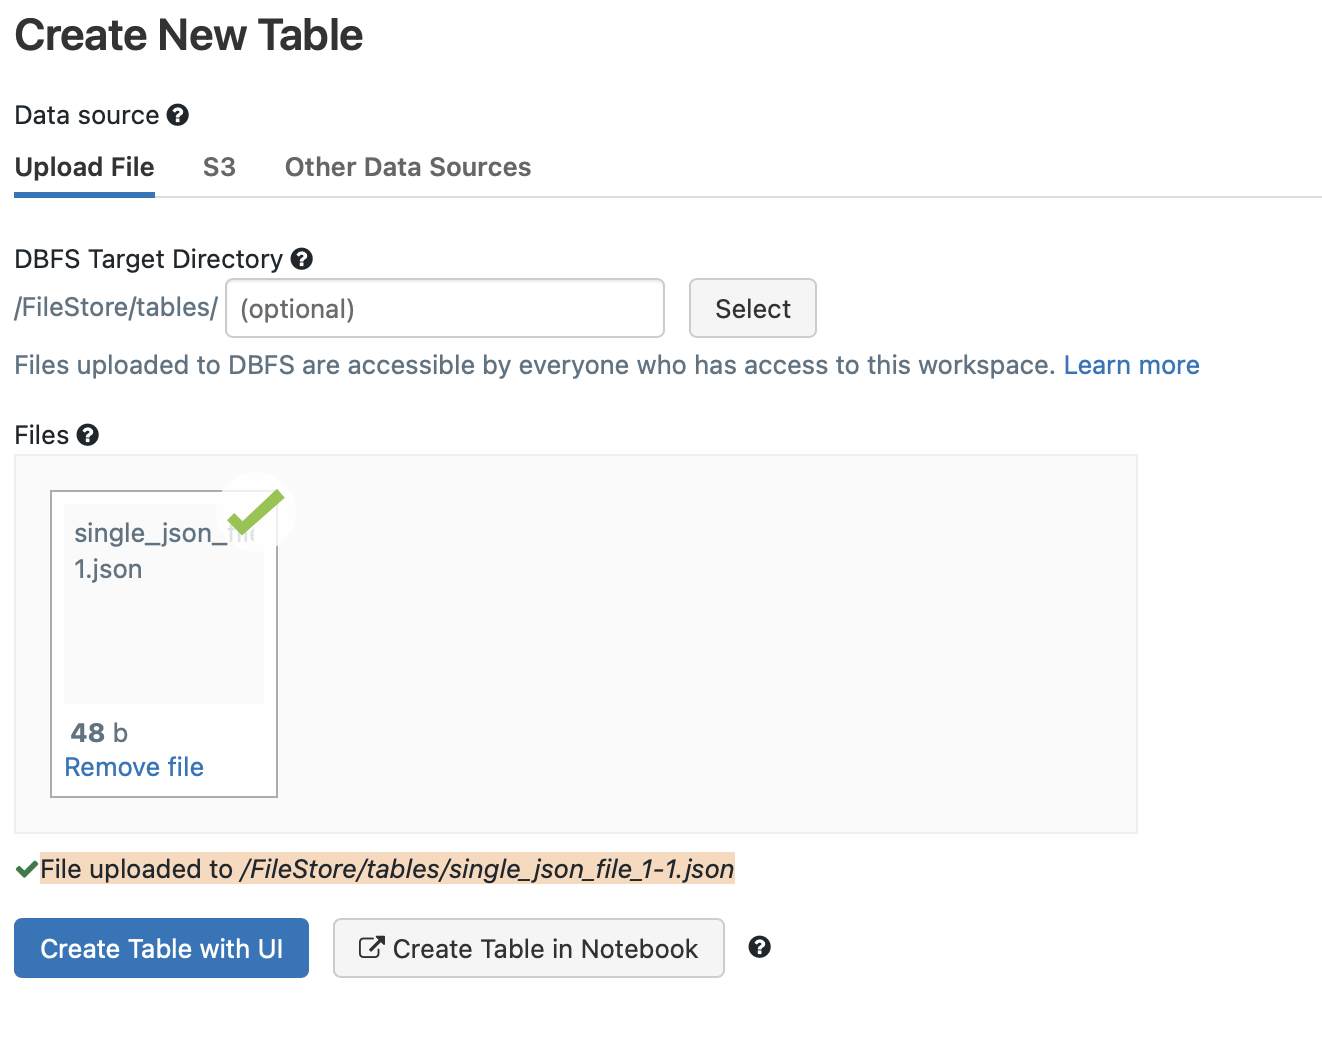 Create New Table
Data source ?
Upload File S3 Other Data Sources
DBFS Target Directory ?
/FileStore/tables/ (optional) Select
Files uploaded to DBFS are accessible by everyone who has access to this workspace. Learn more
Files ?
single_json_file_
1.json
48 b
Remove file
File uploaded to /FileStore/tables/single_json_file_1-1.json
Create Table with UI Create Table in Notebook ?